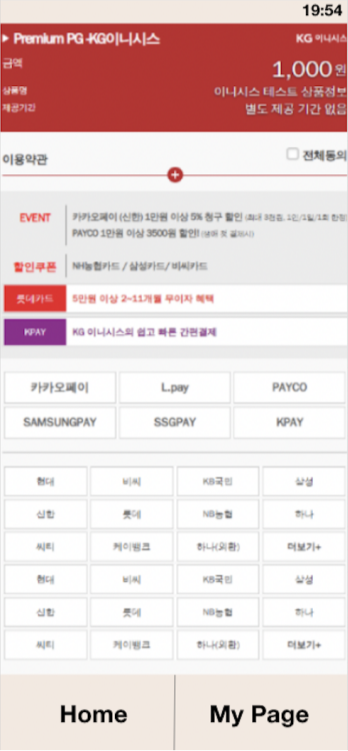 19:54
Premium PG -KG이니시스
KG 이니시스
금액
1,000 원
상품명
이니시스 테스트 상품정보
제공기간
별도 제공 기간 없음
이용약관
전체동의
EVENT
카카오페이 (신한) 1만원 이상 5% 청구 할인
PAYCO 1만원 이상 3500원 할인!
할인쿠폰
NH농협카드 / 삼성카드/ 비씨카드
롯데카드
5만원 이상 2~11개월 무이자 혜택
KPAY
KG 이니시스의 쉽고 빠른 간편결제
카카오페이 L.pay PAYCO
SAMSUNGPAY SSGPAY KPAY
현대 비씨 KB국민 삼성
신한 롯데 NB농협 하나
씨티 케이뱅크 하나(외환) 더보기+
현대 비씨 KB국민 삼성
신한 롯데 NB농협 하나
씨티 케이뱅크 하나(외환) 더보기+
Home My Page